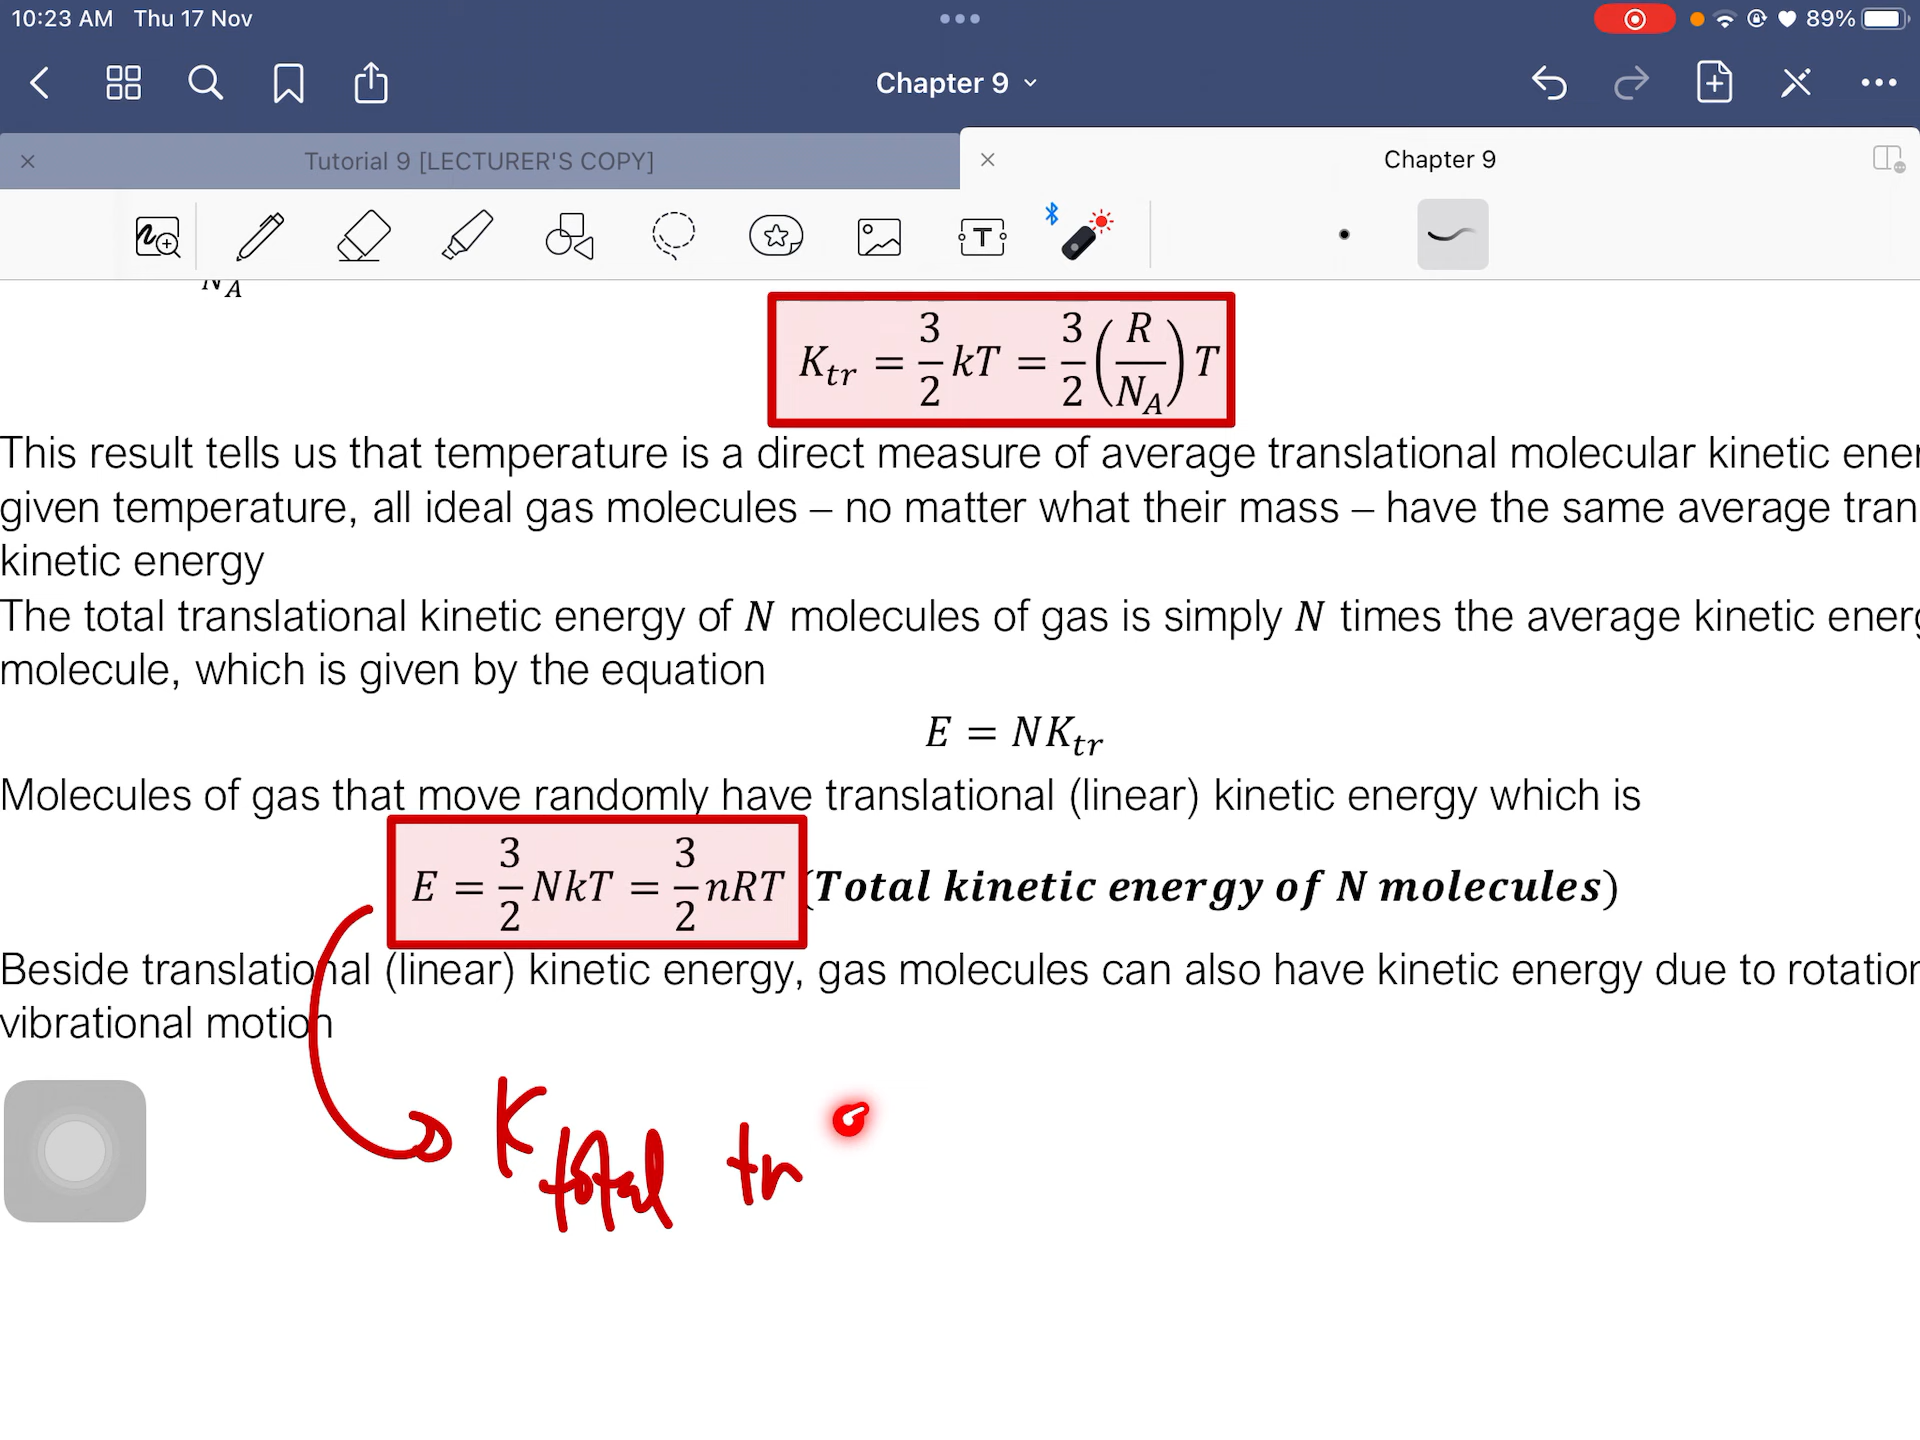 10:23 AM Thu 17 Nov
89%
Chapter 9
Tutorial 9 [LECTURER'S COPY]
Chapter 9
N_A
K_tr = 3/2 kT = 3/2 (R/N_A) T
This result tells us that temperature is a direct measure of average translational molecular kinetic ener
given temperature, all ideal gas molecules – no matter what their mass – have the same average tran
kinetic energy
The total translational kinetic energy of N molecules of gas is simply N times the average kinetic energ
molecule, which is given by the equation
E = NK_tr
Molecules of gas that move randomly have translational (linear) kinetic energy which is
E = 3/2 NkT = 3/2 nRT (Total kinetic energy of N molecules)
Beside translational (linear) kinetic energy, gas molecules can also have kinetic energy due to rotation
vibrational motion
K total tr